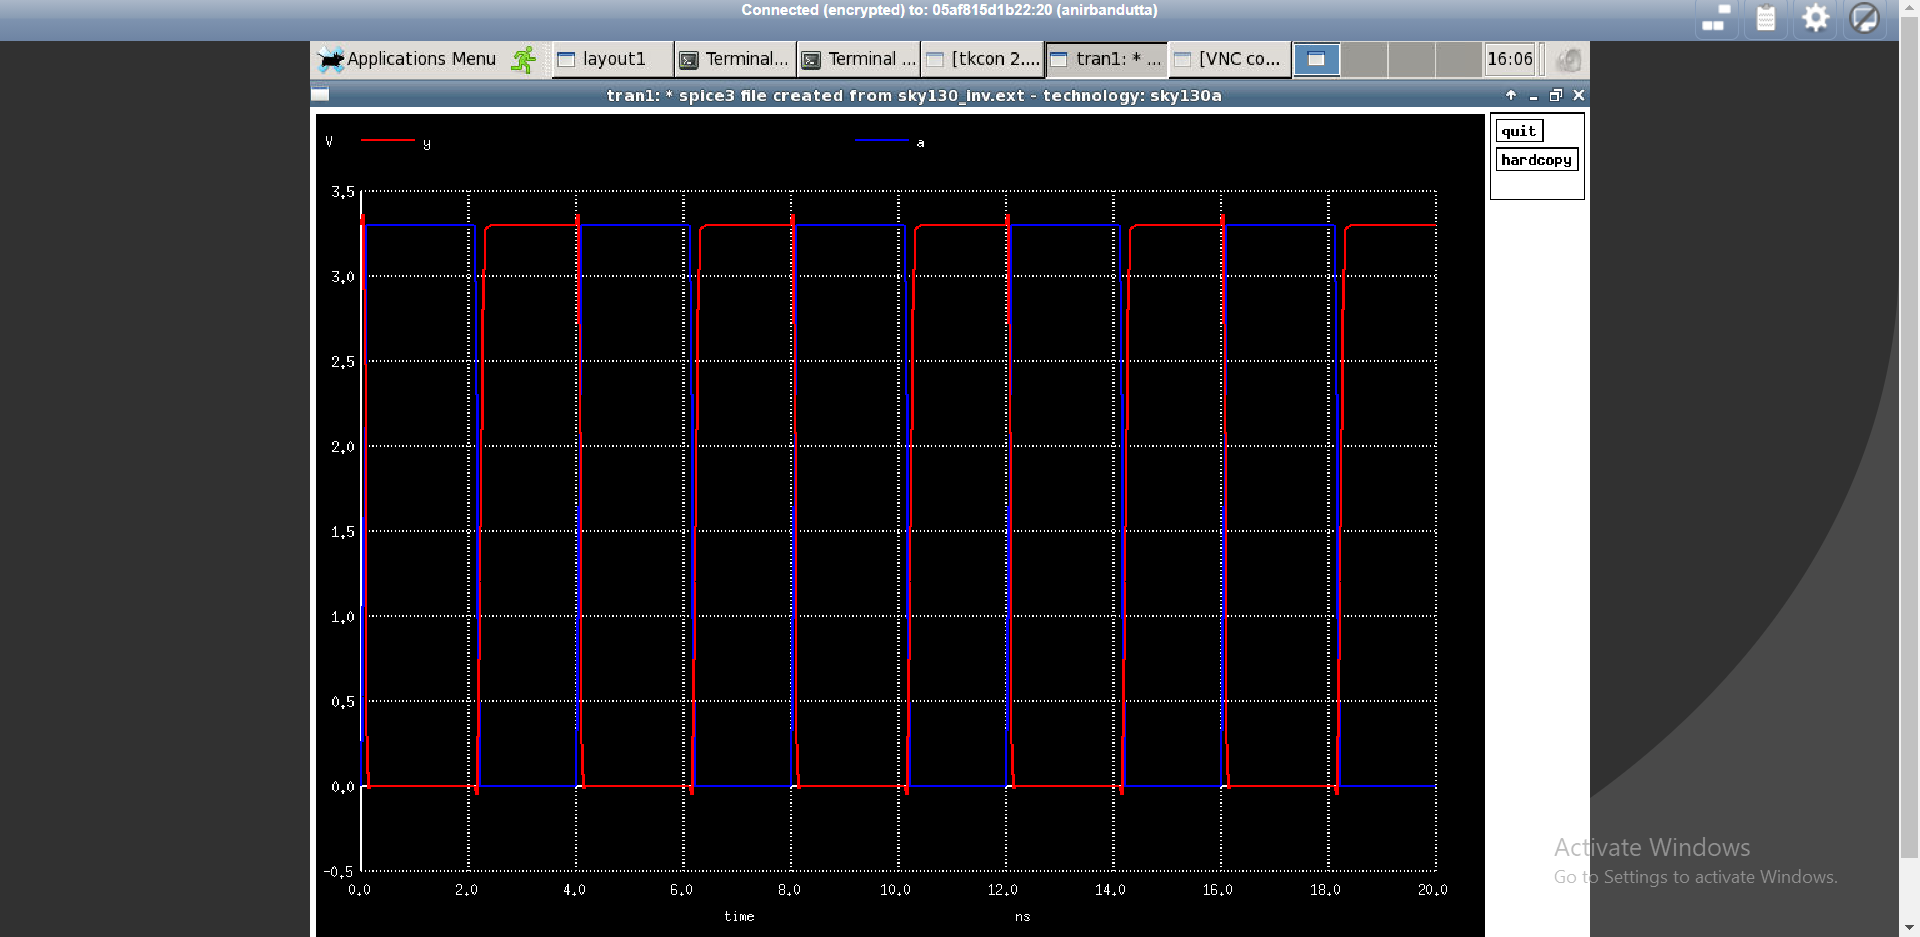 Connected (encrypted) to: 05af815d1b22:20 (anirbandutta)
Applications Menu layout1 Terminal... Terminal ... [tkcon 2.... tran1: * ... [VNC co... 16:06
tran1: * spice3 file created from sky130_inv.ext - technology: sky130a
quit
hardcopy
V y a
3.5
3.0
2.5
2.0
1.5
1.0
0.5
0.0
-0.5
0.0 2.0 4.0 6.0 8.0 10.0 12.0 14.0 16.0 18.0 20.0
time ns
Activate Windows
Go to Settings to activate Windows.